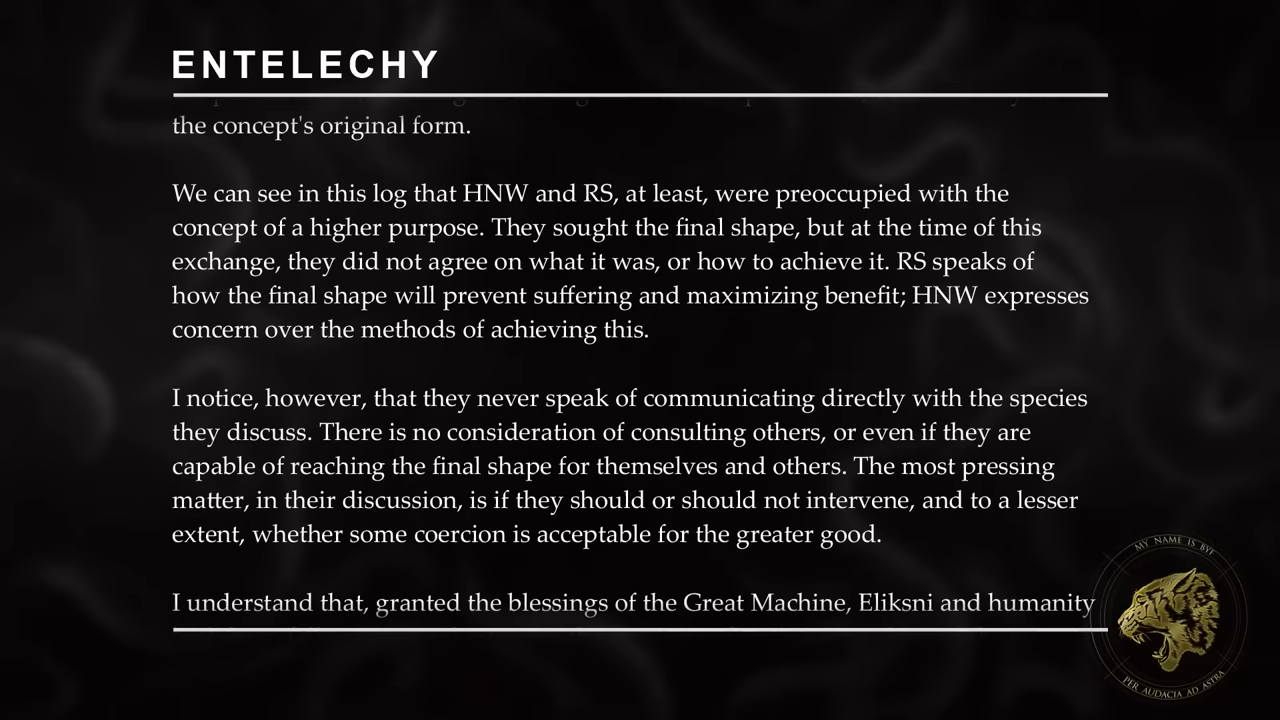 ENTELECHY
the concept's original form.
We can see in this log that HNW and RS, at least, were preoccupied with the
concept of a higher purpose. They sought the final shape, but at the time of this
exchange, they did not agree on what it was, or how to achieve it. RS speaks of
how the final shape will prevent suffering and maximizing benefit; HNW expresses
concern over the methods of achieving this.
I notice, however, that they never speak of communicating directly with the species
they discuss. There is no consideration of consulting others, or even if they are
capable of reaching the final shape for themselves and others. The most pressing
matter, in their discussion, is if they should or should not intervene, and to a lesser
extent, whether some coercion is acceptable for the greater good.
I understand that, granted the blessings of the Great Machine, Eliksni and humanity
MY NAME IS BYF
PER AUDACIA AD ASTRA